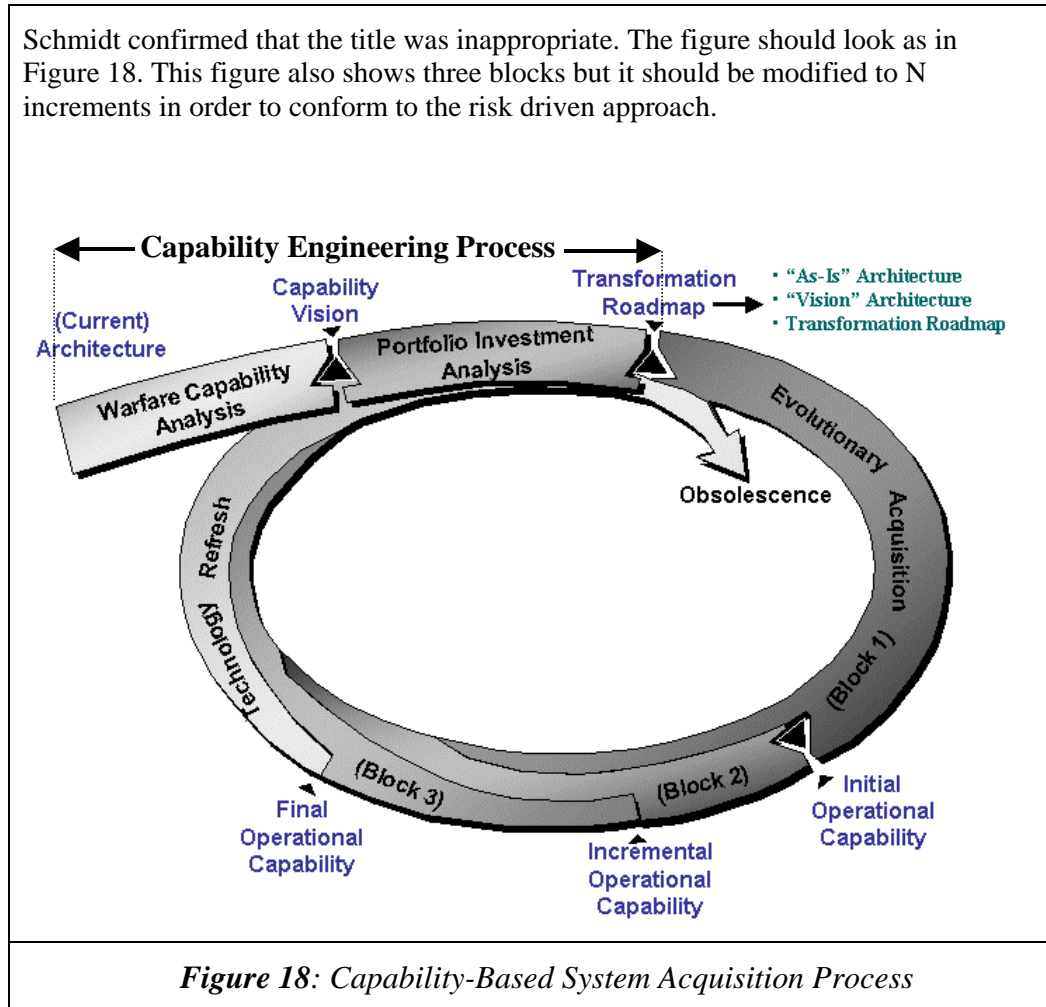 Schmidt confirmed that the title was inappropriate. The figure should look as in
Figure 18. This figure also shows three blocks but it should be modified to N
increments in order to conform to the risk driven approach.
Capability Engineering Process
(Current)
Architecture
Capability
Vision
Transformation
Roadmap
• “As-Is” Architecture
• “Vision” Architecture
• Transformation Roadmap
Warfare Capability
Analysis
Portfolio Investment
Analysis
Evolutionary
Acquisition
(Block 1)
Obsolescence
Technology Refresh
(Block 3)
(Block 2)
Initial
Operational
Capability
Final
Operational
Capability
Incremental
Operational
Capability
Figure 18: Capability-Based System Acquisition Process